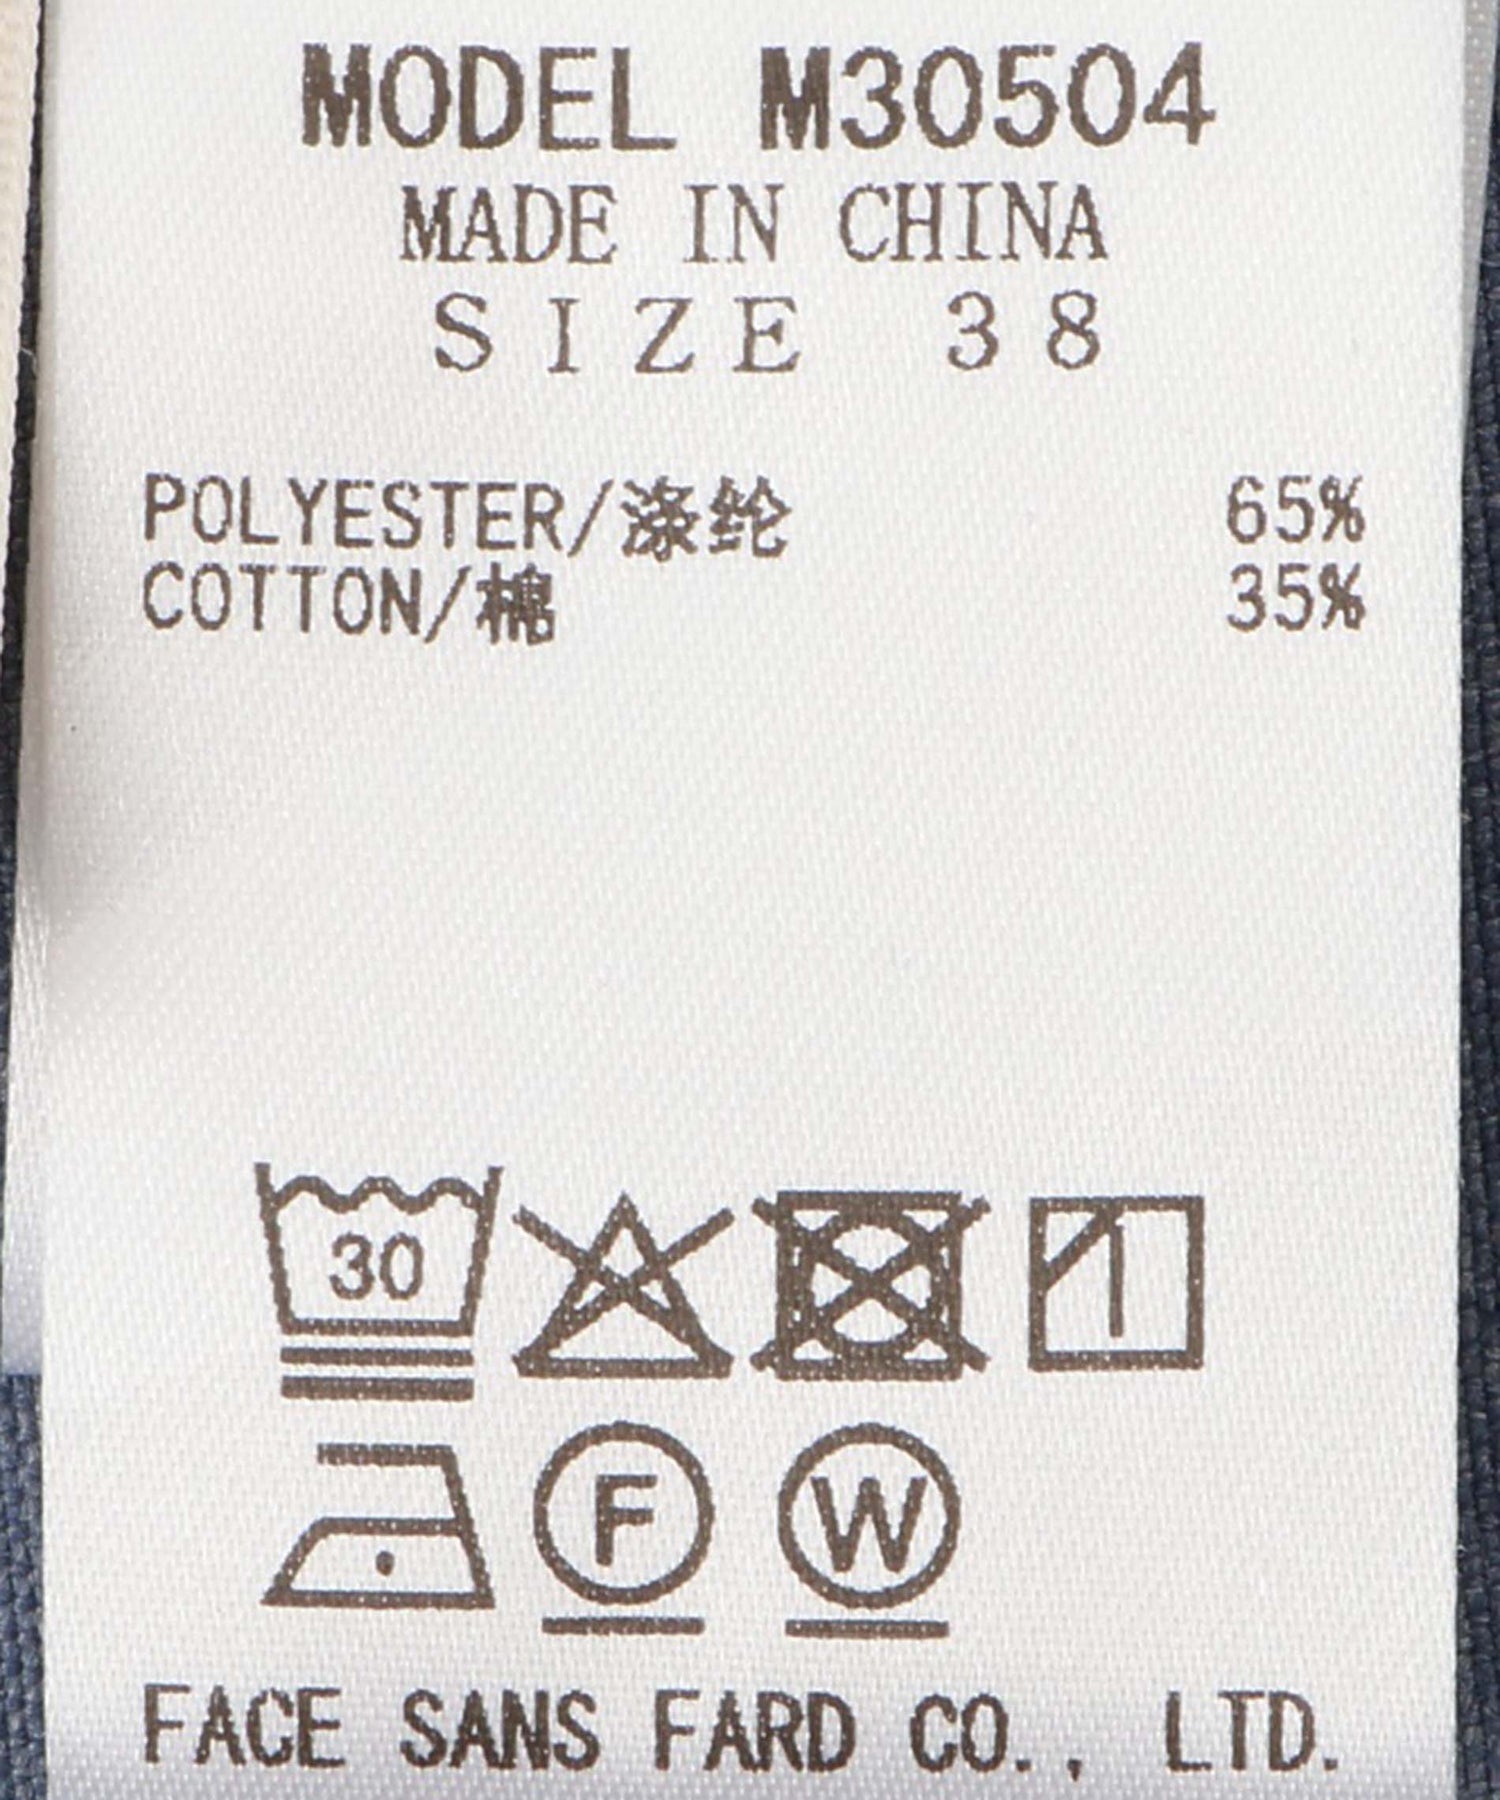 MODEL M30504
MADE IN CHINA
SIZE 38
POLYESTER/涤纶 65%
COTTON/棉 35%
30
F W
FACE SANS FARD CO., LTD.